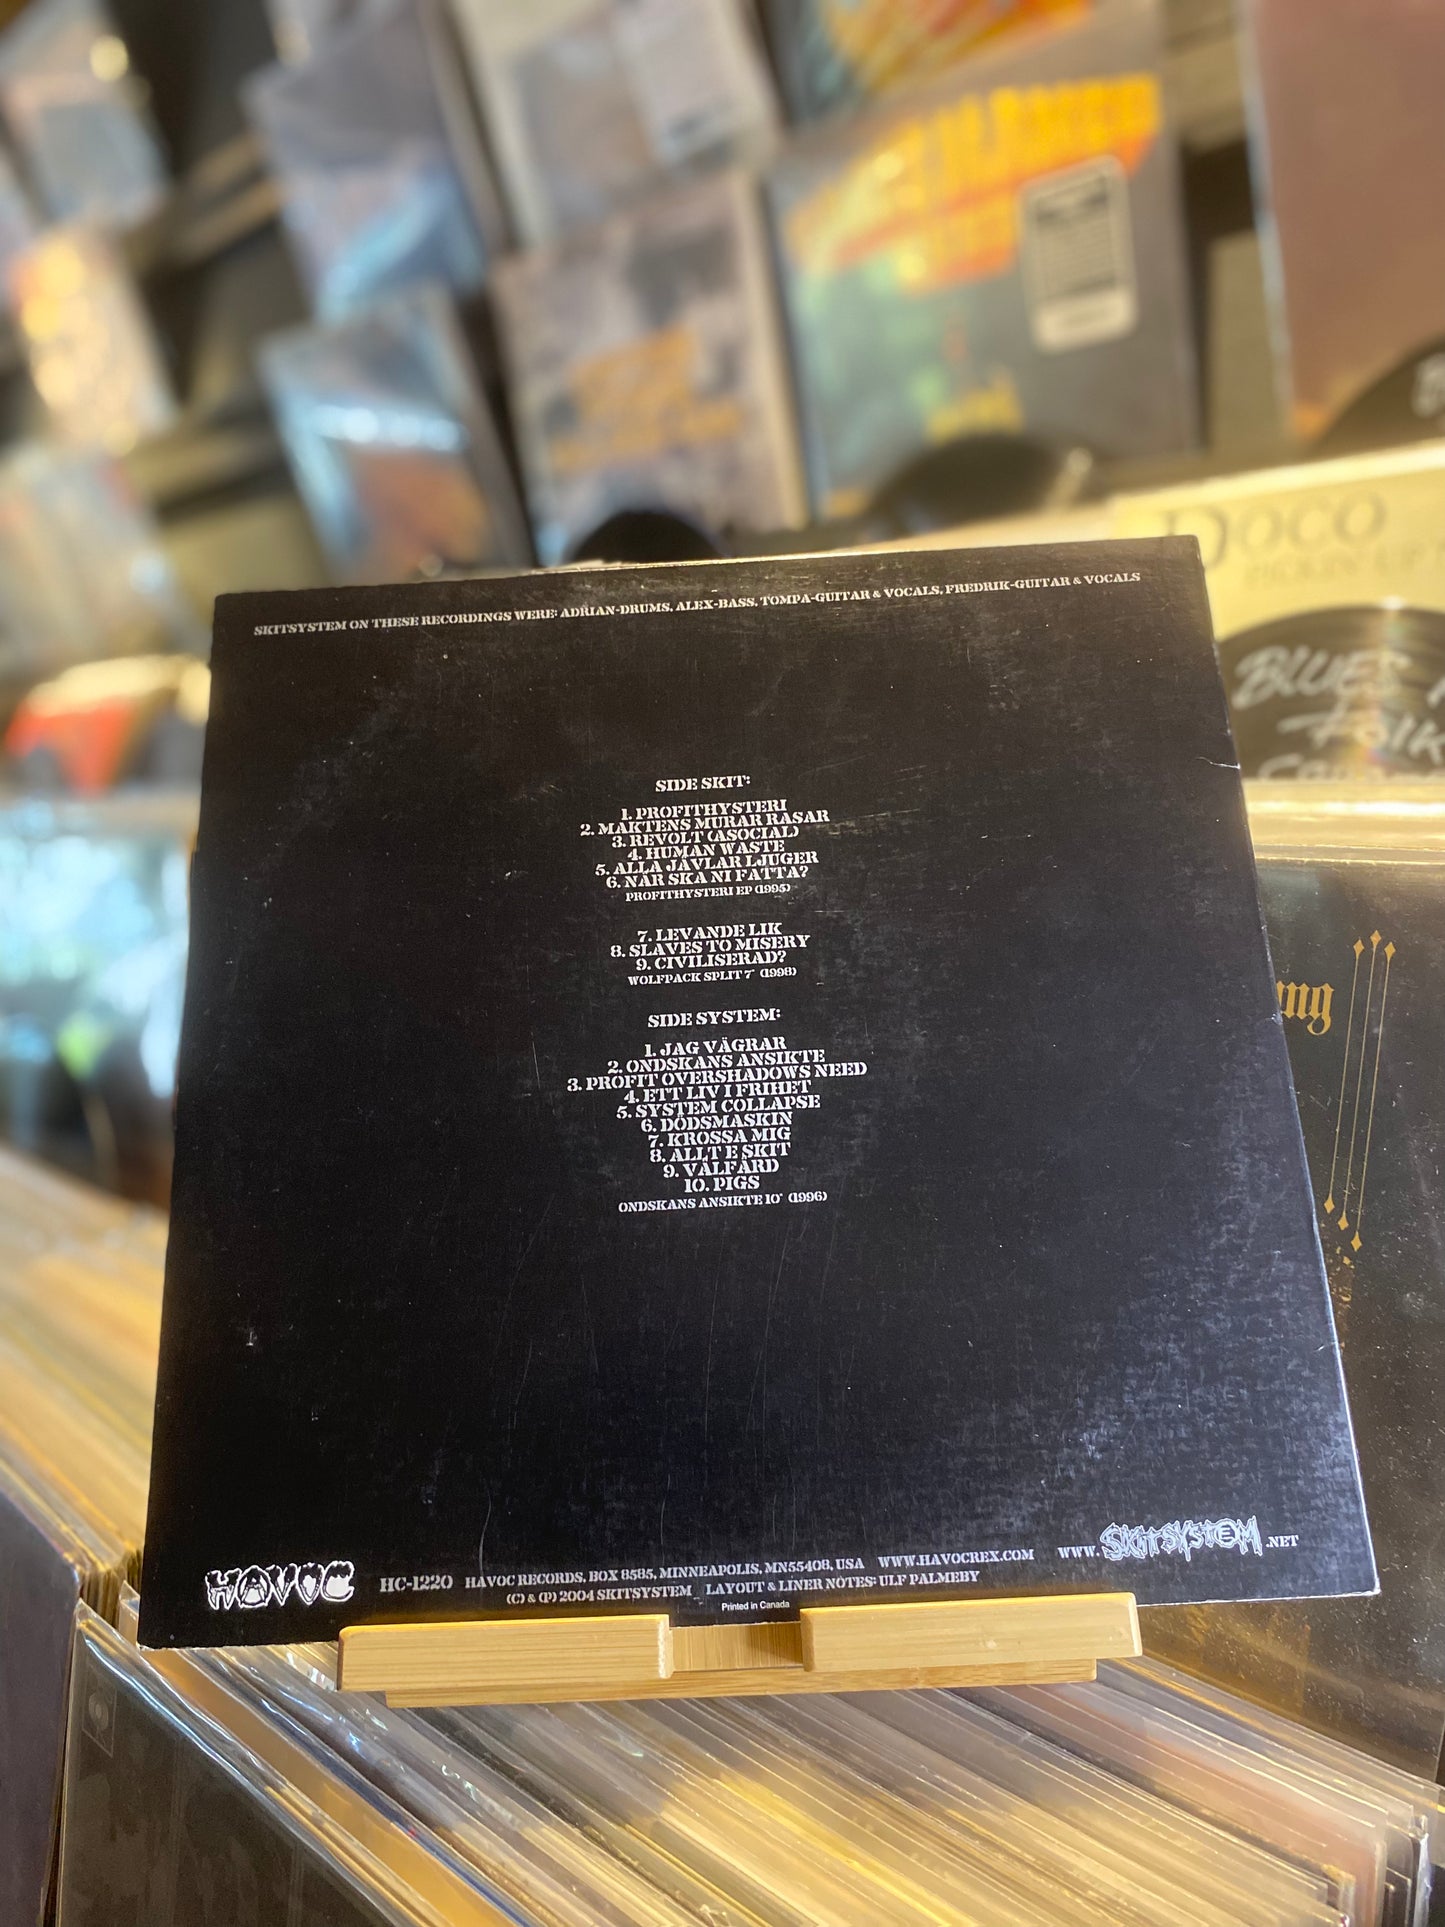 SKITSYSTEM ON THESE RECORDINGS WERE: ADRIAN-DRUMS, ALEX-BASS, TOMPA-GUITAR & VOCALS, FREDRIK-GUITAR & VOCALS
SIDE SKIT:
1. PROFITHYSTERI
2. MAKTENS MURAR RASAR
3. REVOLT (ASOCIAL)
4. HUMAN WASTE
5. ALLA JÄVLAR LJUGER
6. NÄR SKA NI FATTA?
PROFITHYSTERI EP (1995)
7. LEVANDE LIK
8. SLAVES TO MISERY
9. CIVILISERAD?
WOLFPACK SPLIT 7" (1998)
SIDE SYSTEM:
1. JAG VÄGRAR
2. ONDSKANS ANSIKTE
3. PROFIT OVERSHADOWS NEED
4. ETT LIV I FRIHET
5. SYSTEM COLLAPSE
6. DÖDSMASKIN
7. KROSSA MIG
8. ALLT E SKIT
9. VÄLFÄRD
10. PIGS
ONDSKANS ANSIKTE 10" (1996)
HAVOC HC-1220 HAVOC RECORDS, BOX 8585, MINNEAPOLIS, MN55408, USA WWW.HAVOCREX.COM WWW.SKITSYSTEM.NET
(C) & (P) 2004 SKITSYSTEM LAYOUT & LINER NOTES: ULF PALMEBY
Printed in Canada
DOCO
BLUES
FOLK
ung